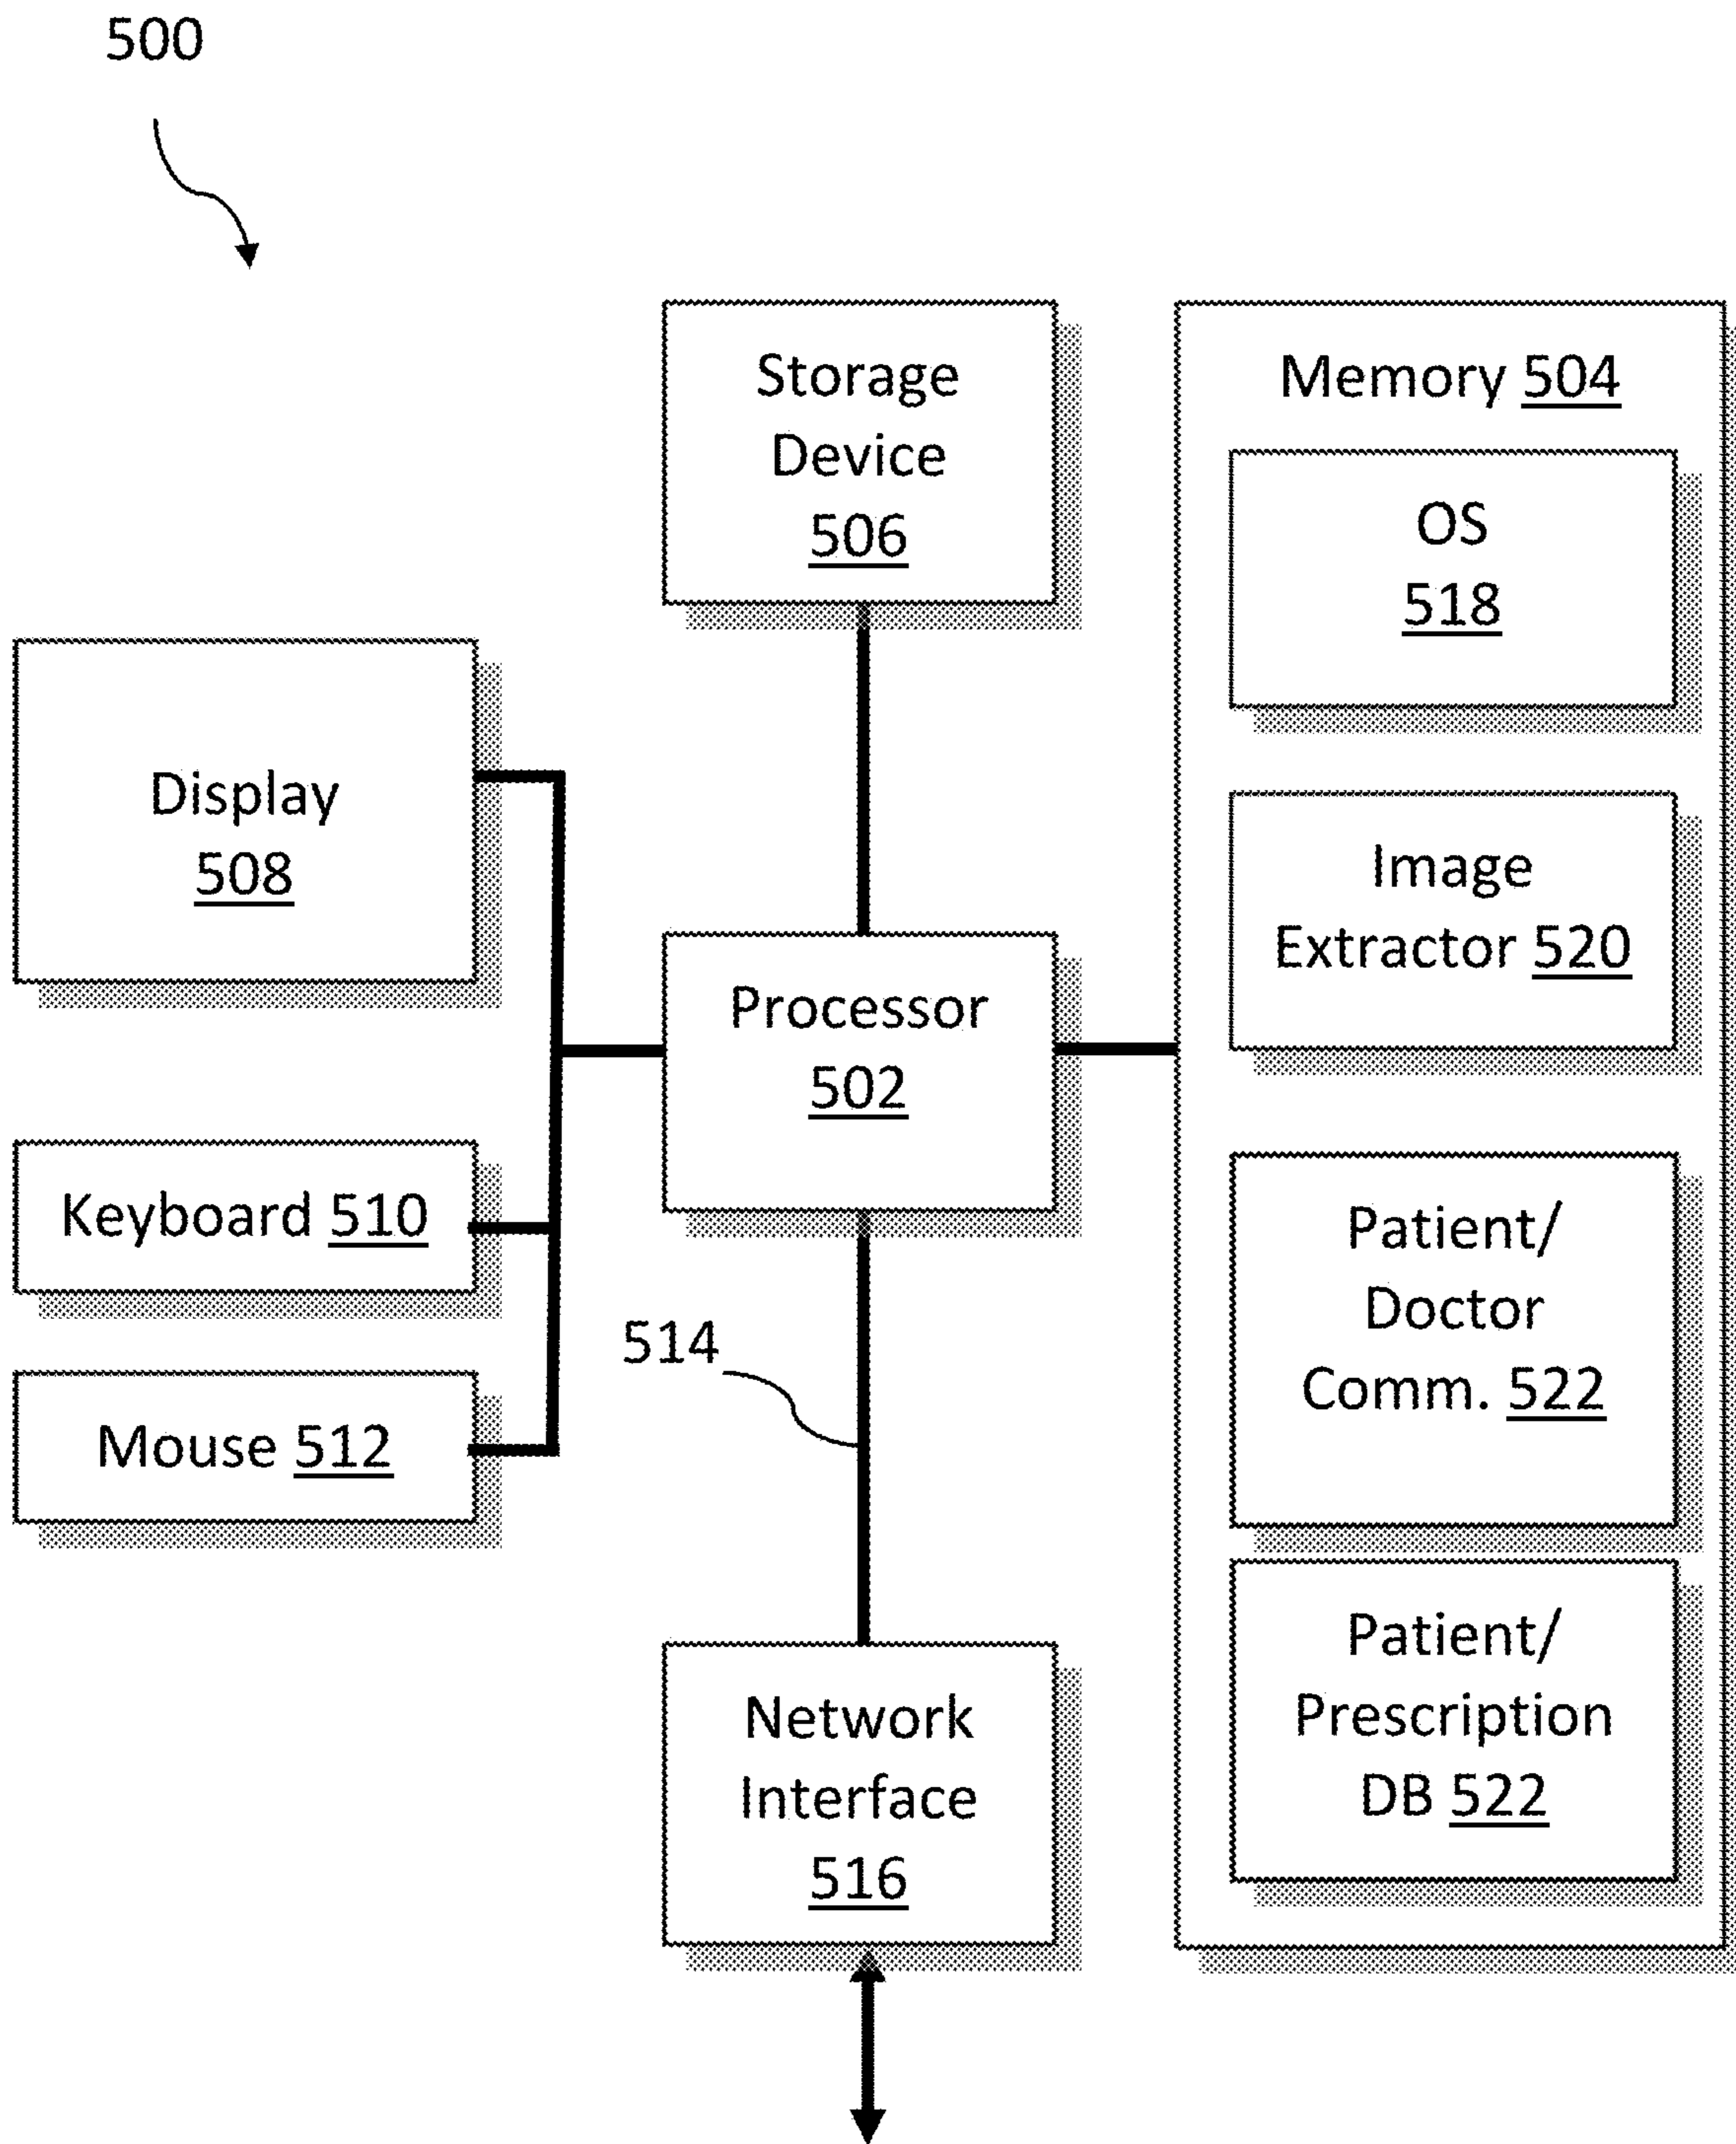 500
Storage
Device
506
Memory 504
OS
518
Display
508
Image
Extractor 520
Processor
502
Keyboard 510
Patient/
Doctor
Comm. 522
514
Mouse 512
Network
Interface
516
Patient/
Prescription
DB 522